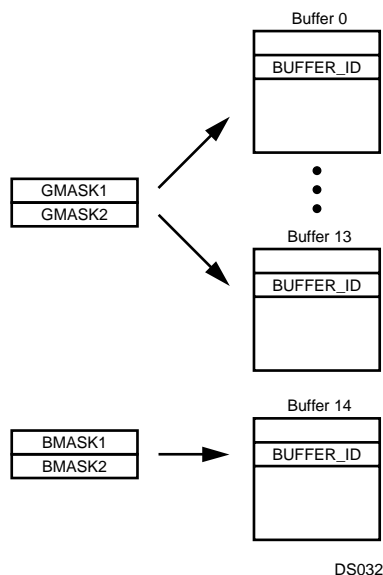 Buffer 0
BUFFER_ID
GMASK1
GMASK2
Buffer 13
BUFFER_ID
Buffer 14
BMASK1
BMASK2
BUFFER_ID
DS032